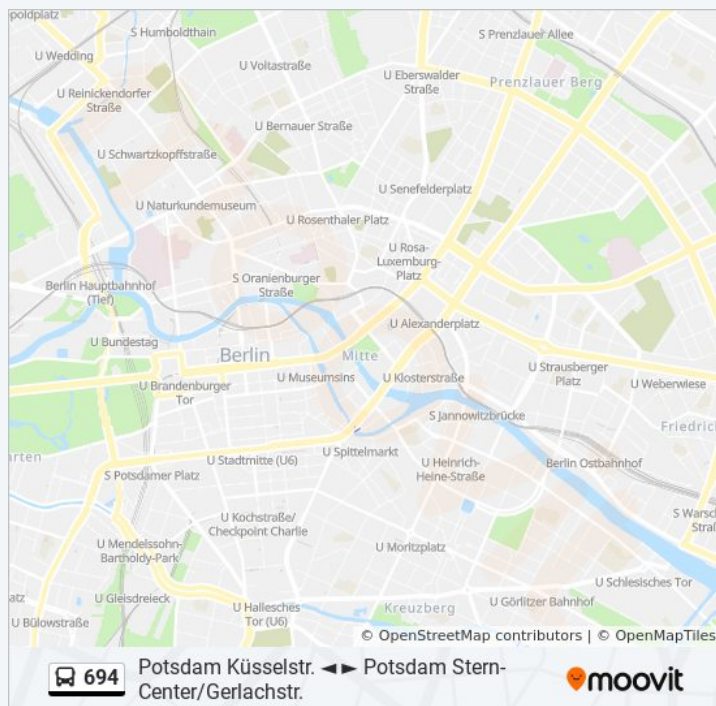 opoldplatz
S Humboldthain
S Prenzlauer Allee
U Wedding
U Voltastraße
U Eberswalder
Straße
Prenzlauer Berg
U Reinickendorfer
Straße
U Bernauer Straße
U Schwartzkopffstraße
U Senefelderplatz
U Naturkundemuseum
U Rosenthaler Platz
U Rosa-
Luxemburg-
Platz
S Oranienburger
Straße
Berlin Hauptbahnhof
(Tief)
U Alexanderplatz
U Bundestag
Berlin
Mitte
U Strausberger
Platz
U Museumsins
U Klosterstraße
U Weberwiese
U Brandenburger
Tor
S Jannowitzbrücke
Friedrich
arten
U Stadtmitte (U6)
U Spittelmarkt
U Heinrich-
Heine-Straße
Berlin Ostbahnhof
S Potsdamer Platz
S Warsch
Straß
U Kochstraße/
Checkpoint Charlie
U Mendelssohn-
Bartholdy-Park
U Moritzplatz
U Schlesisches Tor
atz
U Gleisdreieck
U Hallesches
Tor (U6)
Kreuzberg
U Görlitzer Bahnhof
U Bülowstraße
© OpenStreetMap contributors | © OpenMapTiles
694
Potsdam Küsselstr. ◄► Potsdam Stern-
Center/Gerlachstr.
moovit